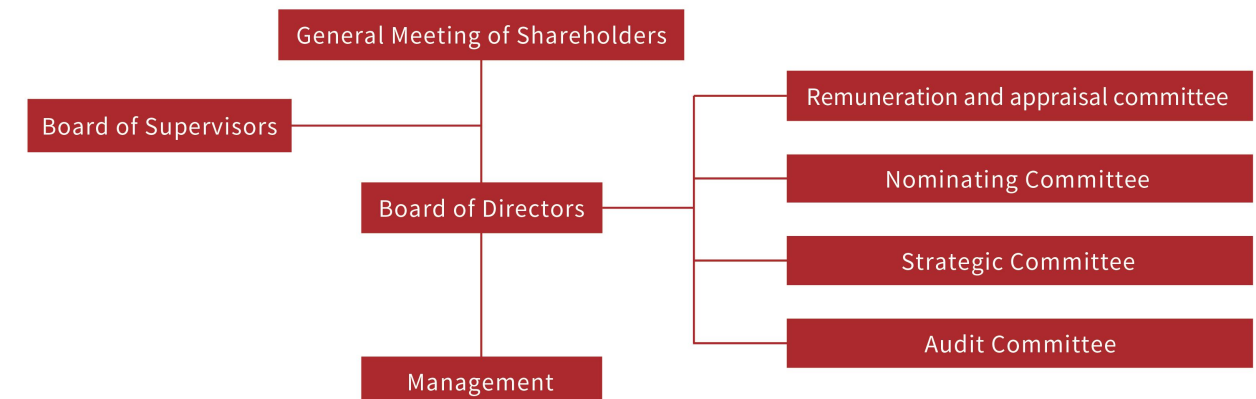 General Meeting of Shareholders
Board of Supervisors
Board of Directors
Management
Remuneration and appraisal committee
Nominating Committee
Strategic Committee
Audit Committee